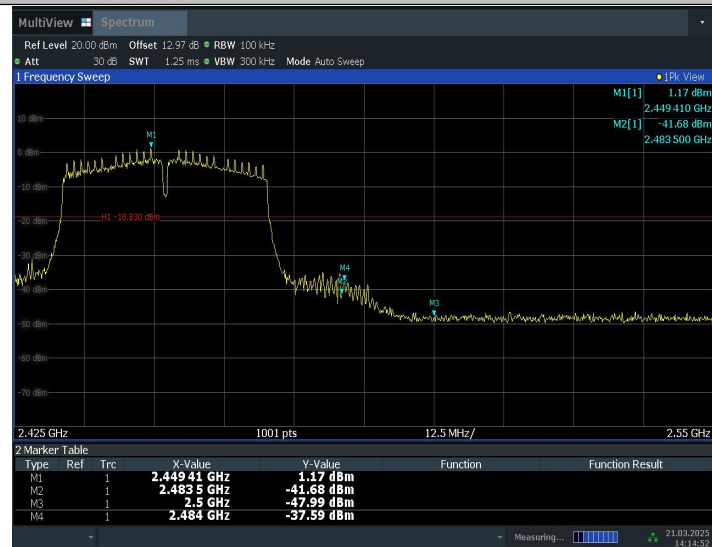 MultiView Spectrum
Ref Level 20.00 dBm Offset 12.97 dB RBW 100 kHz
Att 30 dB SWT 1.25 ms VBW 300 kHz Mode Auto Sweep
1 Frequency Sweep 1Pk View
M1[1] 1.17 dBm
2.449 410 GHz
M2[1] -41.68 dBm
2.483 500 GHz
10 dBm
M1
0 dBm
-10 dBm
H1 -18.830 dBm
-20 dBm
-30 dBm
M4
M2
-40 dBm
M3
-50 dBm
-60 dBm
-70 dBm
2.425 GHz 1001 pts 12.5 MHz/ 2.55 GHz
2 Marker Table
Type Ref Trc X-Value Y-Value Function Function Result
M1 1 2.449 41 GHz 1.17 dBm
M2 1 2.483 5 GHz -41.68 dBm
M3 1 2.5 GHz -47.99 dBm
M4 1 2.484 GHz -37.59 dBm
Measuring... 21.03.2025
14:14:52